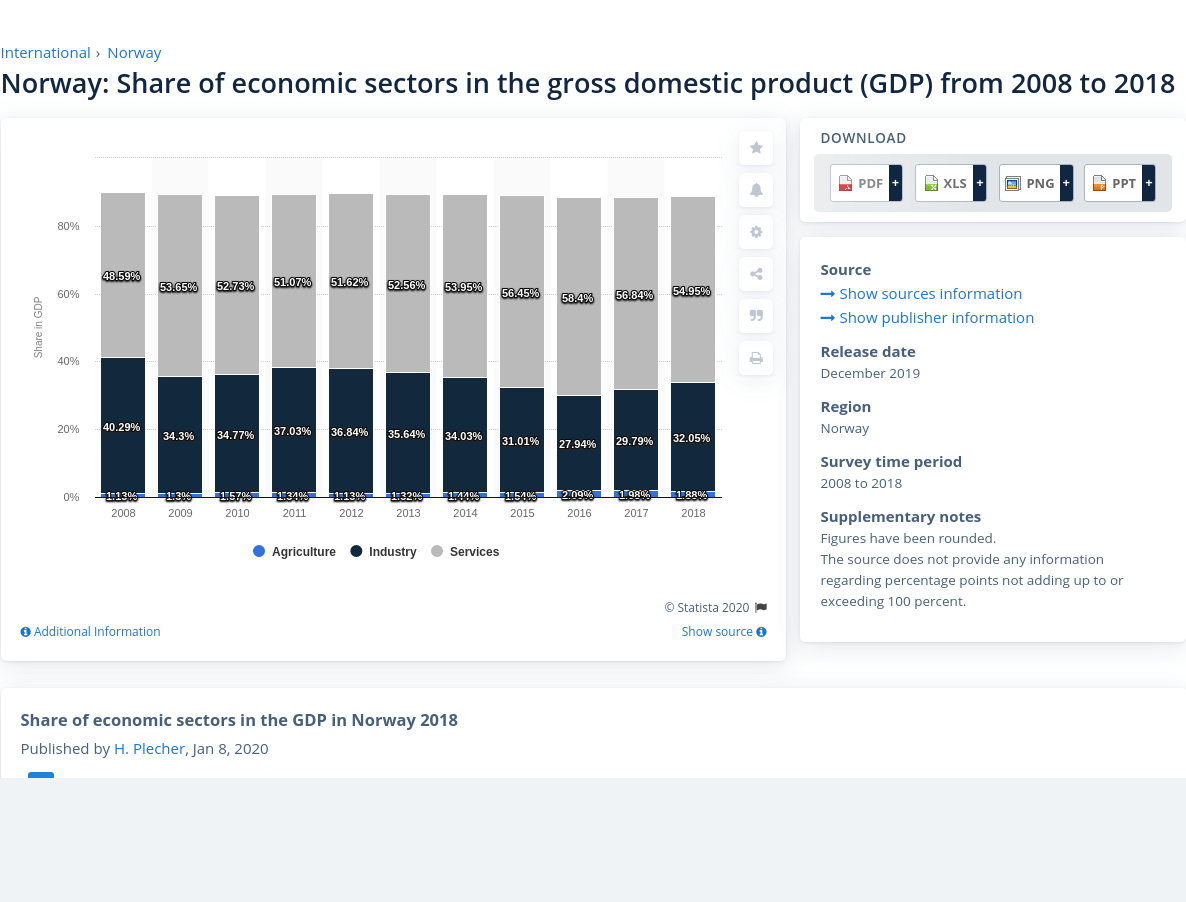 International › Norway
Norway: Share of economic sectors in the gross domestic product (GDP) from 2008 to 2018
DOWNLOAD
PDF + XLS + PNG + PPT +
Share in GDP
80%
60%
40%
20%
0%
48.59% 53.65% 52.73% 51.07% 51.62% 52.56% 53.95% 56.45% 58.4% 56.84% 54.95%
40.29% 34.3% 34.77% 37.03% 36.84% 35.64% 34.03% 31.01% 27.94% 29.79% 32.05%
1.13% 1.3% 1.57% 1.34% 1.13% 1.32% 1.44% 1.54% 2.09% 1.98% 1.88%
2008 2009 2010 2011 2012 2013 2014 2015 2016 2017 2018
Agriculture Industry Services
© Statista 2020
Additional Information
Show source
Source
Show sources information
Show publisher information
Release date
December 2019
Region
Norway
Survey time period
2008 to 2018
Supplementary notes
Figures have been rounded.
The source does not provide any information
regarding percentage points not adding up to or
exceeding 100 percent.
Share of economic sectors in the GDP in Norway 2018
Published by H. Plecher, Jan 8, 2020